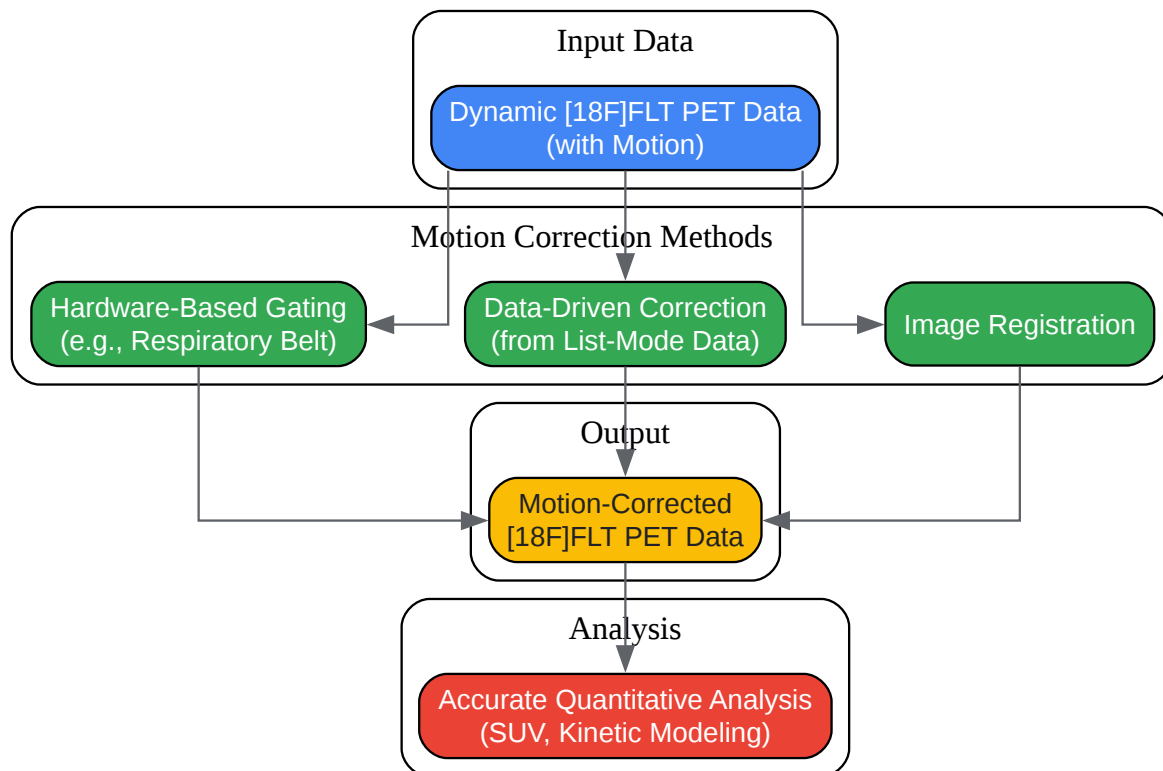 Input Data
Dynamic [18F]FLT PET Data
(with Motion)
Motion Correction Methods
Hardware-Based Gating
(e.g., Respiratory Belt)
Data-Driven Correction
(from List-Mode Data)
Image Registration
Output
Motion-Corrected
[18F]FLT PET Data
Analysis
Accurate Quantitative Analysis
(SUV, Kinetic Modeling)